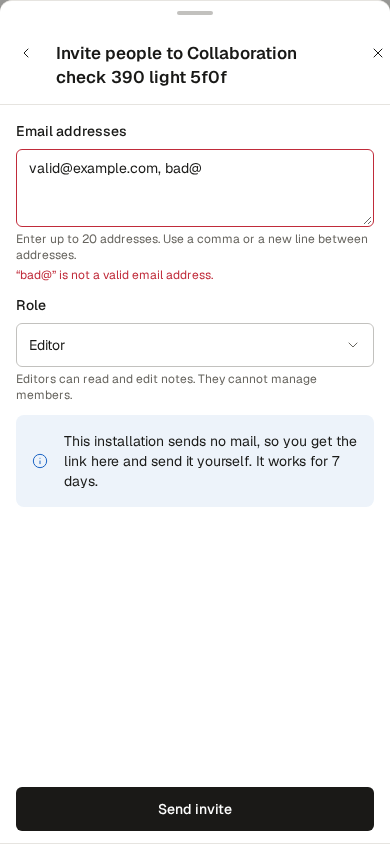 Invite people to Collaboration
check 390 light 5f0f
Email addresses
valid@example.com, bad@
Enter up to 20 addresses. Use a comma or a new line between
addresses.
“bad@” is not a valid email address.
Role
Editor
Editors can read and edit notes. They cannot manage
members.
This installation sends no mail, so you get the
link here and send it yourself. It works for 7
days.
Send invite